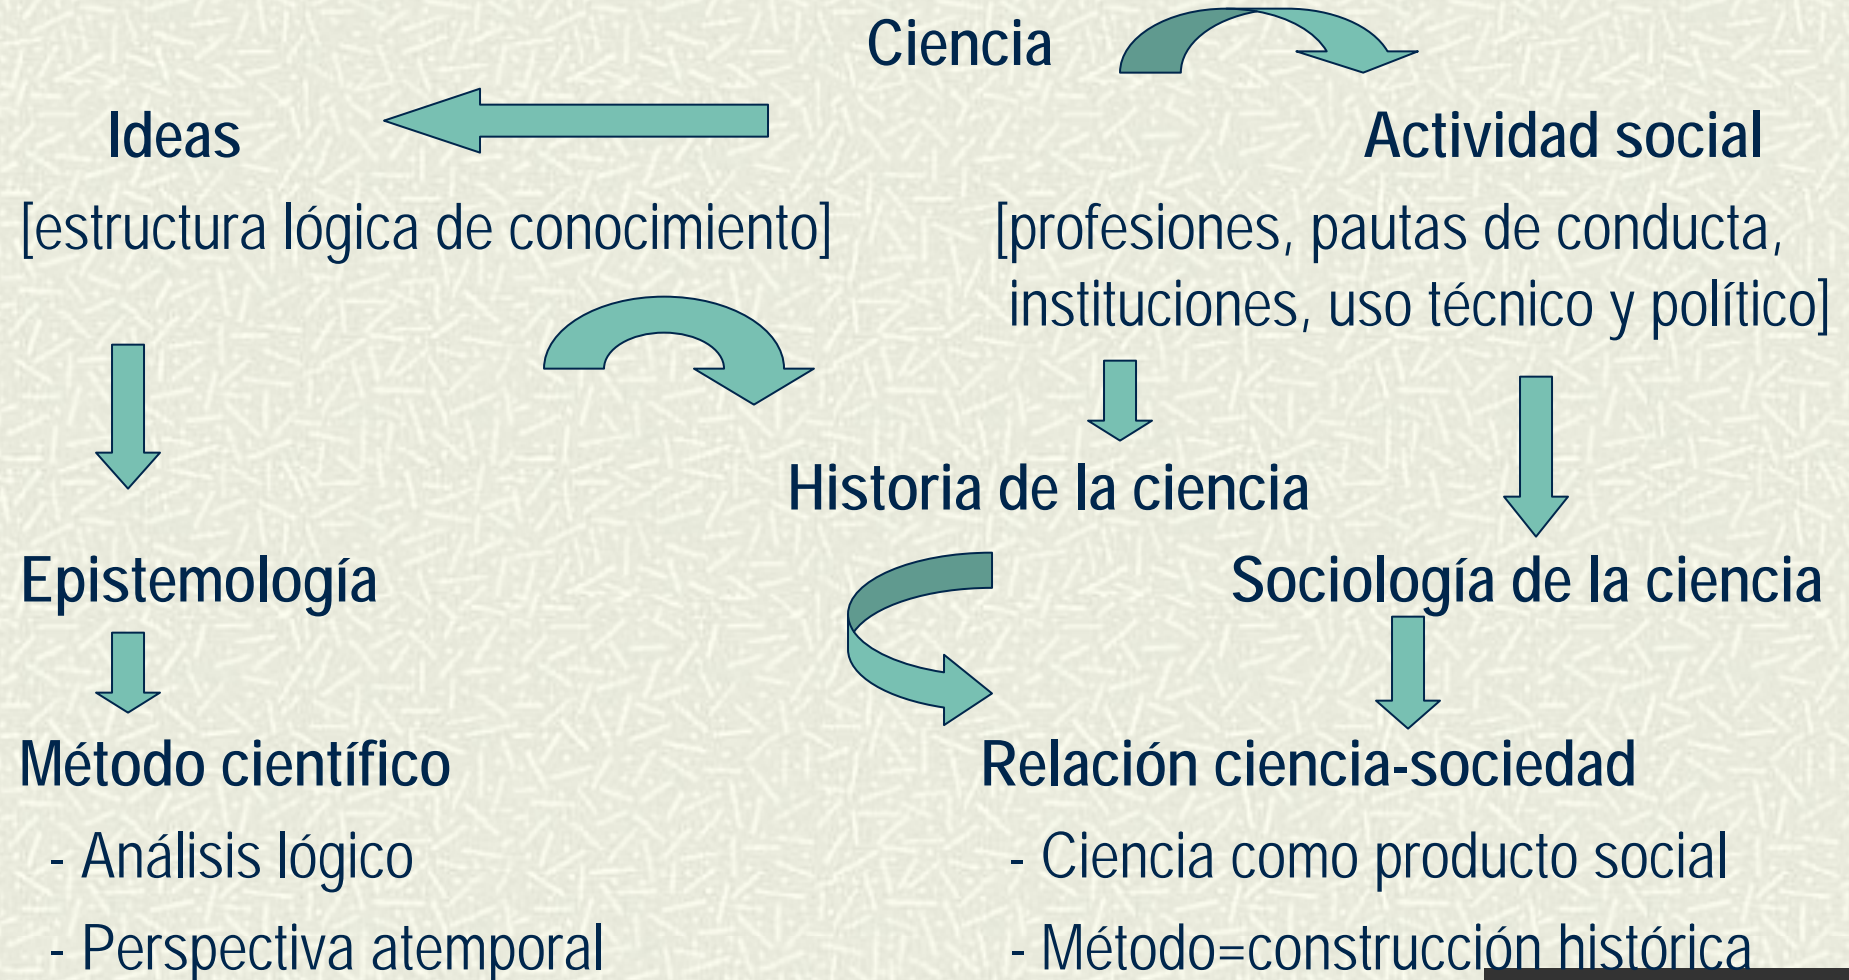 Ciencia
Ideas
Actividad social
[estructura lógica de conocimiento]
[profesiones, pautas de conducta,
instituciones, uso técnico y político]
Historia de la ciencia
Epistemología
Sociología de la ciencia
Método científico
- Análisis lógico
- Perspectiva atemporal
Relación ciencia-sociedad
- Ciencia como producto social
- Método=construcción histórica